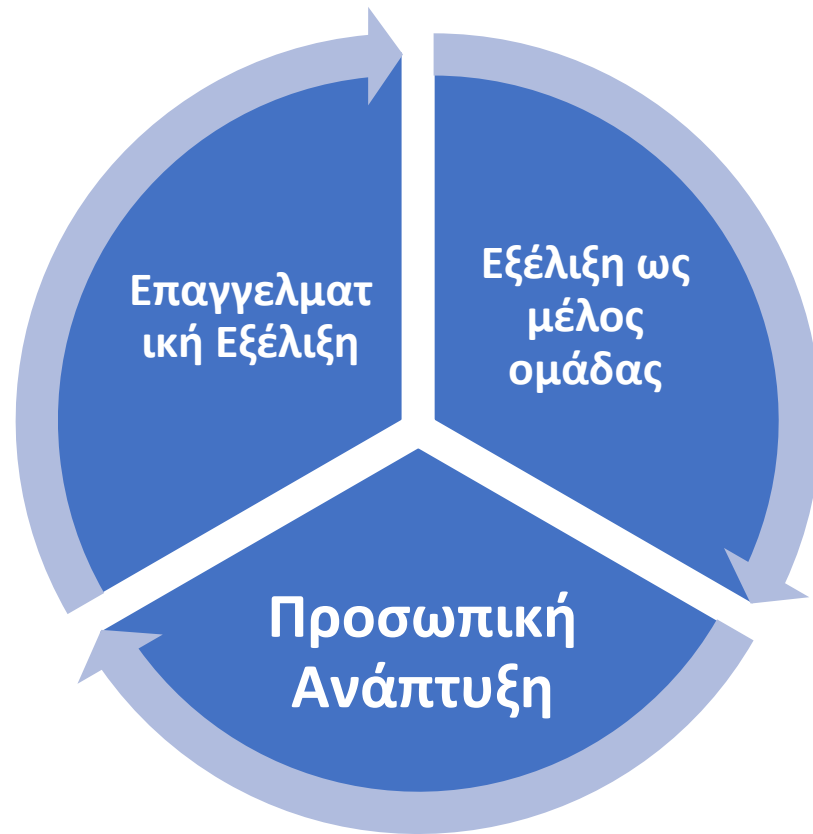 Επαγγελματ
ική Εξέλιξη
Εξέλιξη ως
μέλος
ομάδας
Προσωπική
Ανάπτυξη